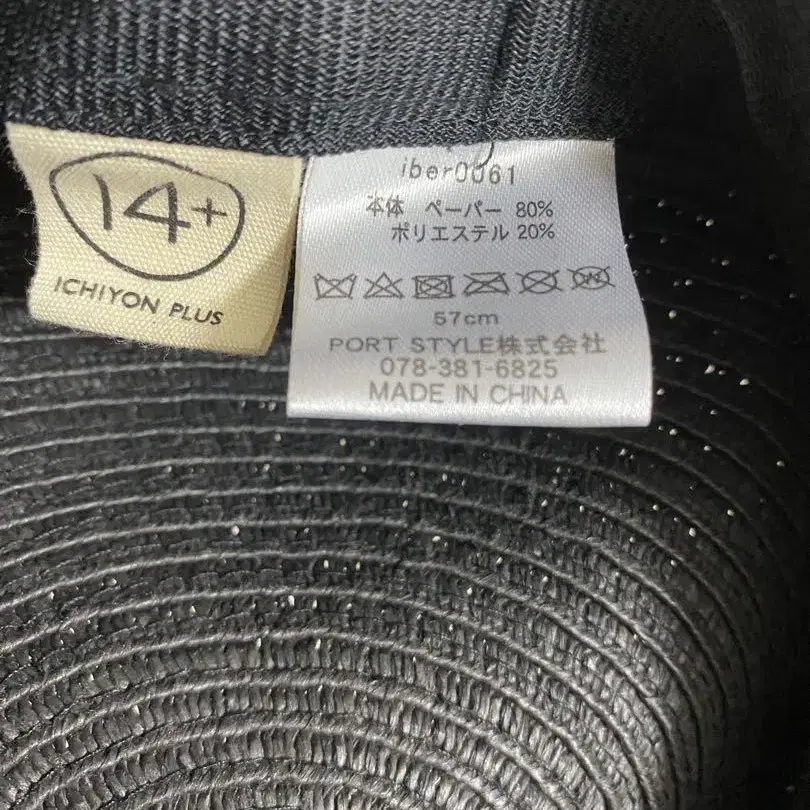 14+
ICHIYON PLUS
iber0061
本体 ペーパー 80%
ポリエステル 20%
57cm
PORT STYLE株式会社
078-381-6825
MADE IN CHINA